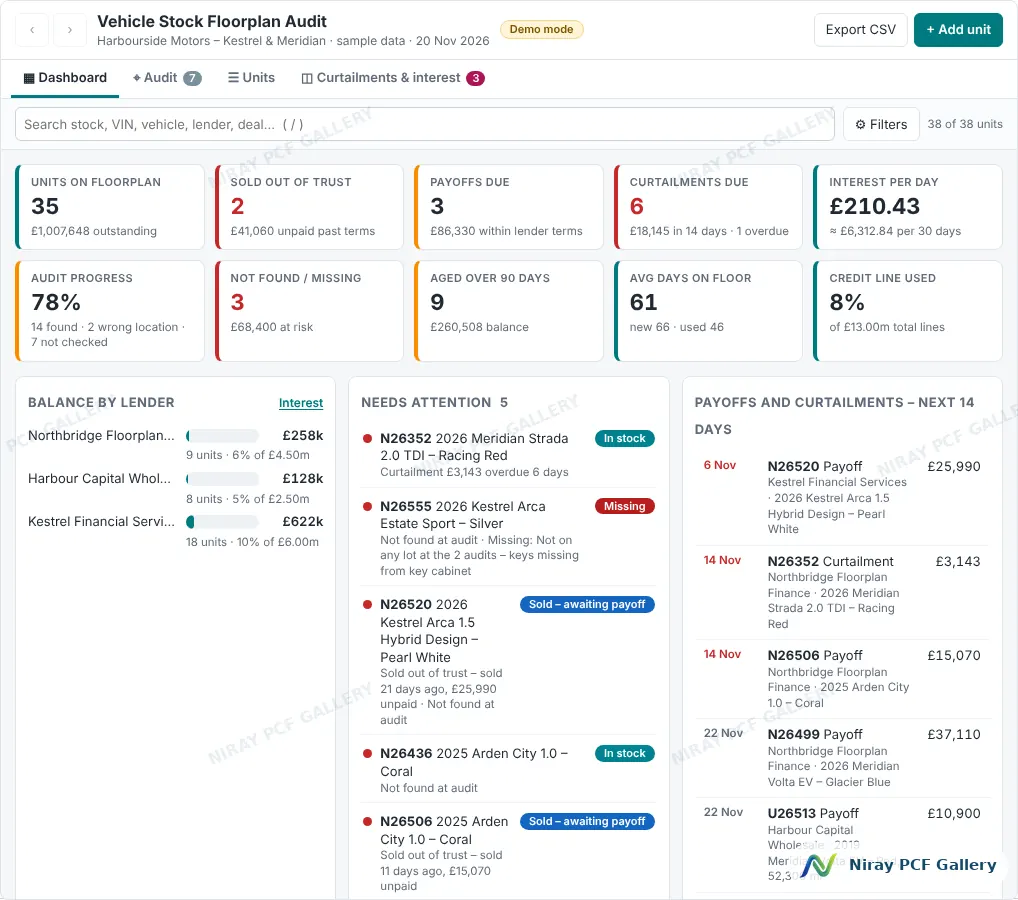 Vehicle Stock Floorplan Audit
Harbourside Motors – Kestrel & Meridian · sample data · 20 Nov 2026
Demo mode
Export CSV
+ Add unit
Dashboard
Audit 7
Units
Curtailments & interest 3
Search stock, VIN, vehicle, lender, deal... ( / )
Filters
38 of 38 units
UNITS ON FLOORPLAN
35
£1,007,648 outstanding
SOLD OUT OF TRUST
2
£41,060 unpaid past terms
PAYOFFS DUE
3
£86,330 within lender terms
CURTAILMENTS DUE
6
£18,145 in 14 days · 1 overdue
INTEREST PER DAY
£210.43
≈ £6,312.84 per 30 days
AUDIT PROGRESS
78%
14 found · 2 wrong location ·
7 not checked
NOT FOUND / MISSING
3
£68,400 at risk
AGED OVER 90 DAYS
9
£260,508 balance
AVG DAYS ON FLOOR
61
new 66 · used 46
CREDIT LINE USED
8%
of £13.00m total lines
BALANCE BY LENDER
Interest
Northbridge Floorplan... £258k
9 units · 6% of £4.50m
Harbour Capital Whol... £128k
8 units · 5% of £2.50m
Kestrel Financial Servi... £622k
18 units · 10% of £6.00m
NEEDS ATTENTION 5
N26352 2026 Meridian Strada
2.0 TDI – Racing Red
In stock
Curtailment £3,143 overdue 6 days
N26555 2026 Kestrel Arca
Estate Sport – Silver
Missing
Not found at audit · Missing: Not on
any lot at the 2 audits – keys missing
from key cabinet
N26520 2026
Kestrel Arca 1.5
Hybrid Design –
Pearl White
Sold – awaiting payoff
Sold out of trust – sold
21 days ago, £25,990
unpaid · Not found at
audit
N26436 2025 Arden City 1.0 –
Coral
In stock
Not found at audit
N26506 2025 Arden
City 1.0 – Coral
Sold – awaiting payoff
Sold out of trust – sold
11 days ago, £15,070
unpaid
PAYOFFS AND CURTAILMENTS – NEXT 14
DAYS
6 Nov N26520 Payoff £25,990
Kestrel Financial Services
· 2026 Kestrel Arca 1.5
Hybrid Design – Pearl
White
14 Nov N26352 Curtailment £3,143
Northbridge Floorplan
Finance · 2026 Meridian
Strada 2.0 TDI – Racing
Red
14 Nov N26506 Payoff £15,070
Northbridge Floorplan
Finance · 2025 Arden City
1.0 – Coral
22 Nov N26499 Payoff £37,110
Northbridge Floorplan
Finance · 2026 Meridian
Volta EV – Glacier Blue
22 Nov U26513 Payoff £10,900
Harbour Capital
Wholesale · 2019
Niray PCF Gallery
NIRAY PCF GALLERY
NIRAY PCF GALLERY
NIRAY PCF GALLERY
NIRAY PCF GALLERY